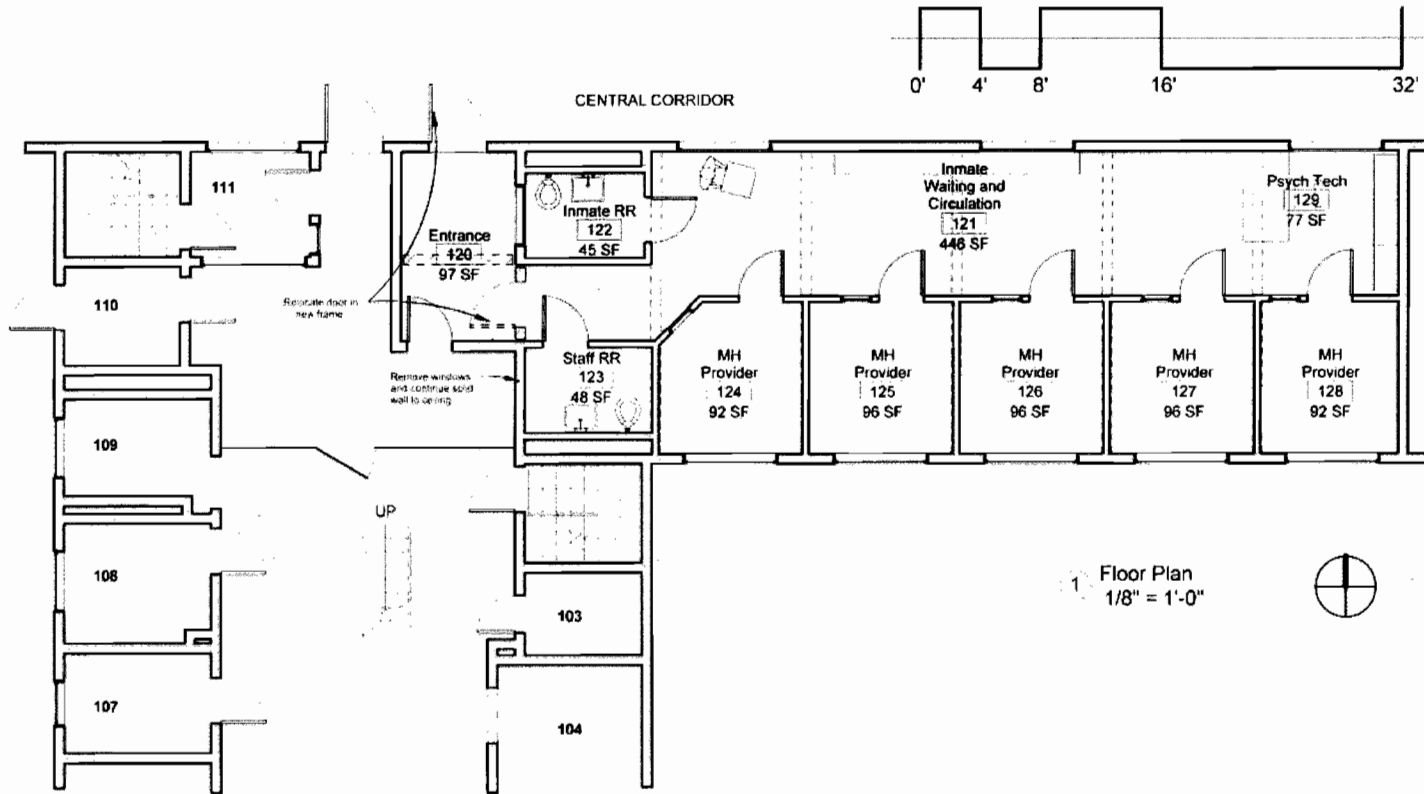 0' 4' 8' 16' 32'
CENTRAL CORRIDOR
111
Entrance
120
97 SF
Inmate RR
122
45 SF
Inmate
Waiting and
Circulation
121
446 SF
Psych Tech
129
77 SF
110
Relocate door in
new frame
Remove windows
and continue solid
wall to ceiling
Staff RR
123
48 SF
MH
Provider
124
92 SF
MH
Provider
125
96 SF
MH
Provider
126
96 SF
MH
Provider
127
96 SF
MH
Provider
128
92 SF
109
UP
108
103
107
104
1 Floor Plan
1/8" = 1'-0"